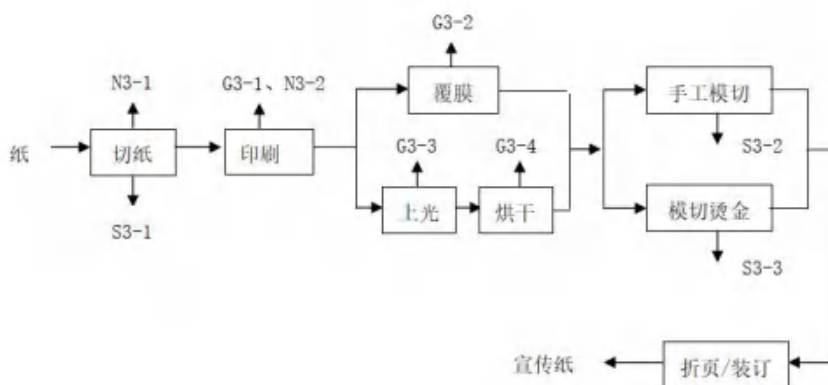 G3-2
N3-1
G3-1、N3-2
覆膜
手工模切
纸
切纸
印刷
G3-3
G3-4
S3-2
上光
烘干
模切烫金
S3-1
S3-3
宣传纸
折页/装订